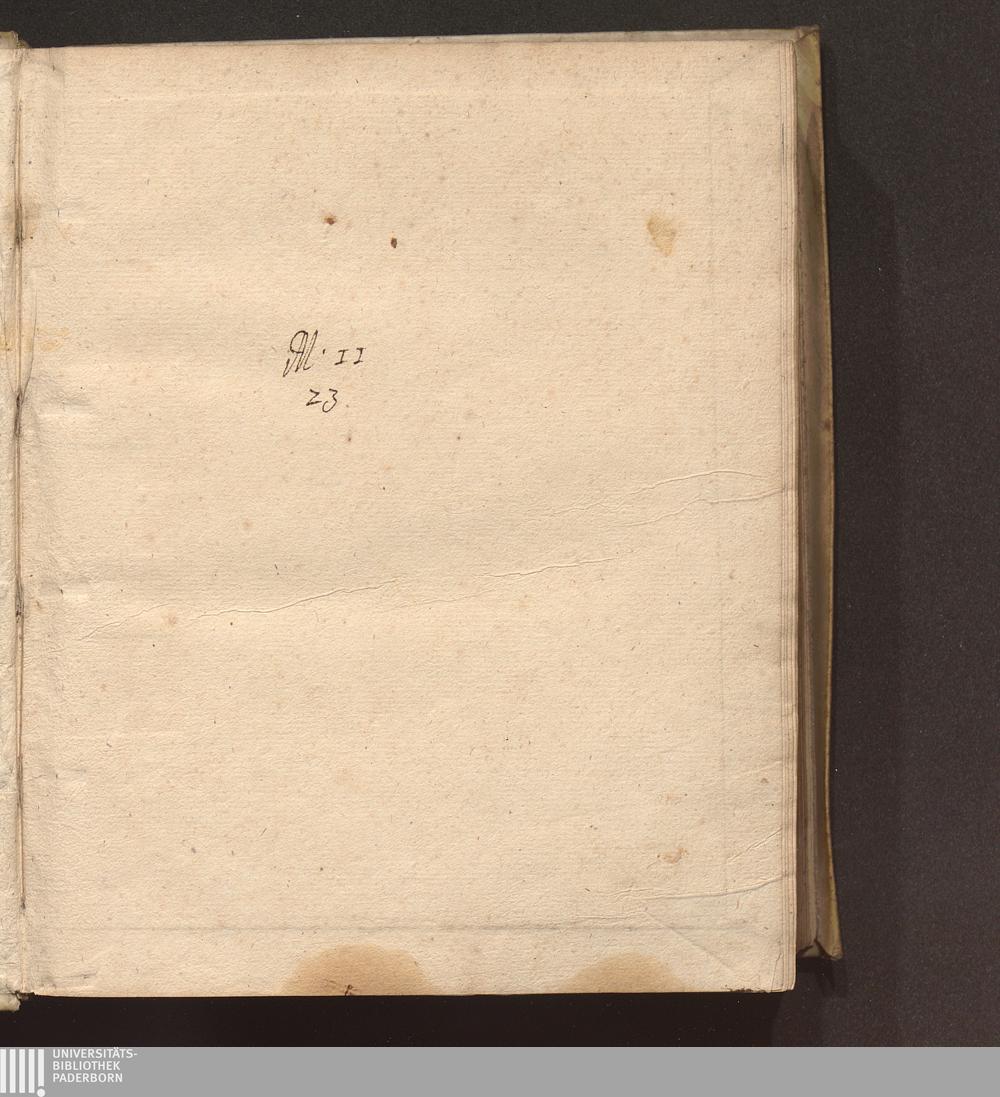 M. II
23.
UNIVERSITÄTS-
BIBLIOTHEK
PADERBORN